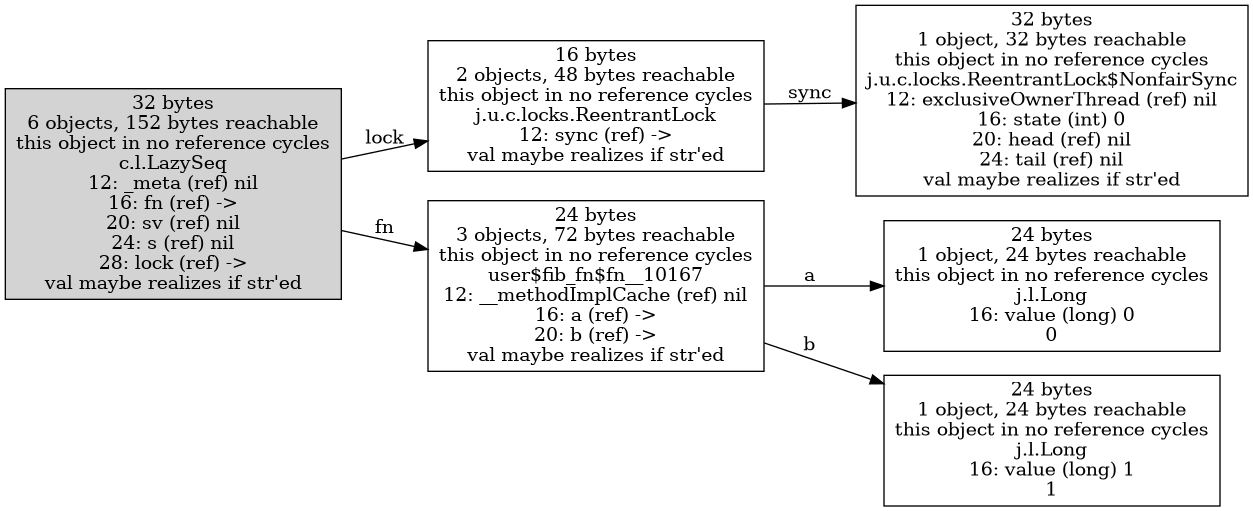 32 bytes
6 objects, 152 bytes reachable
this object in no reference cycles
c.l.LazySeq
12: _meta (ref) nil
16: fn (ref) ->
20: sv (ref) nil
24: s (ref) nil
28: lock (ref) ->
val maybe realizes if str'ed
lock
fn
16 bytes
2 objects, 48 bytes reachable
this object in no reference cycles
j.u.c.locks.ReentrantLock
12: sync (ref) ->
val maybe realizes if str'ed
sync
32 bytes
1 object, 32 bytes reachable
this object in no reference cycles
j.u.c.locks.ReentrantLock$NonfairSync
12: exclusiveOwnerThread (ref) nil
16: state (int) 0
20: head (ref) nil
24: tail (ref) nil
val maybe realizes if str'ed
24 bytes
3 objects, 72 bytes reachable
this object in no reference cycles
user$fib_fn$fn__10167
12: __methodImplCache (ref) nil
16: a (ref) ->
20: b (ref) ->
val maybe realizes if str'ed
a
b
24 bytes
1 object, 24 bytes reachable
this object in no reference cycles
j.l.Long
16: value (long) 0
0
24 bytes
1 object, 24 bytes reachable
this object in no reference cycles
j.l.Long
16: value (long) 1
1